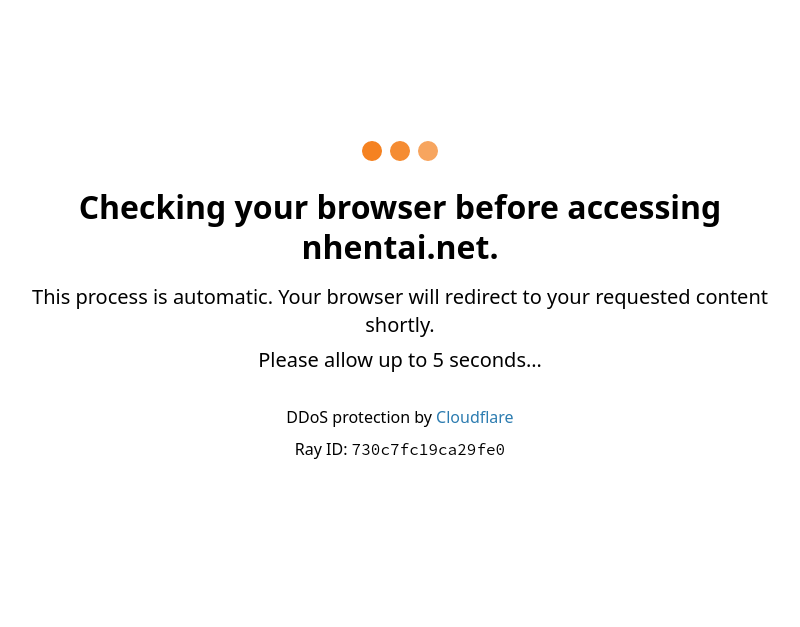 Checking your browser before accessing
nhentai.net.
This process is automatic. Your browser will redirect to your requested content
shortly.
Please allow up to 5 seconds...
DDoS protection by Cloudflare
Ray ID: 730c7fc19ca29fe0